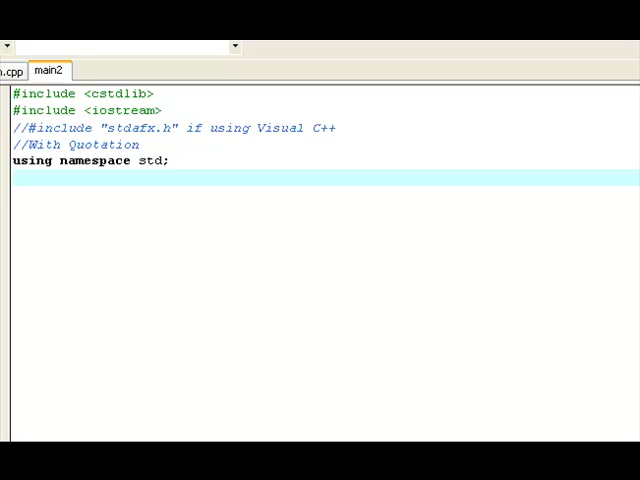 n.cpp
main2
#include <cstdlib>
#include <iostream>
//#include "stdafx.h" if using Visual C++
//With Quotation
using namespace std;